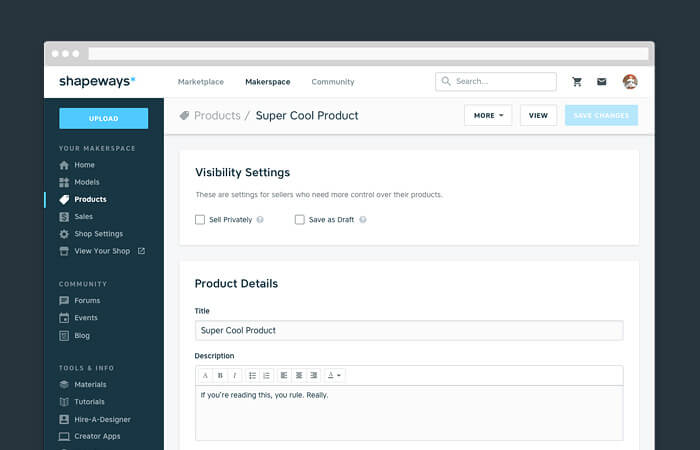 shapeways*
Marketplace
Makerspace
Community
Search...
UPLOAD
YOUR MAKERSPACE
Home
Models
Products
Sales
Shop Settings
View Your Shop
COMMUNITY
Forums
Events
Blog
TOOLS & INFO
Materials
Tutorials
Hire-A-Designer
Creator Apps
Products / Super Cool Product
MORE
VIEW
SAVE CHANGES
Visibility Settings
These are settings for sellers who need more control over their products.
Sell Privately ?
Save as Draft ?
Product Details
Title
Super Cool Product
Description
A B I A
If you're reading this, you rule. Really.